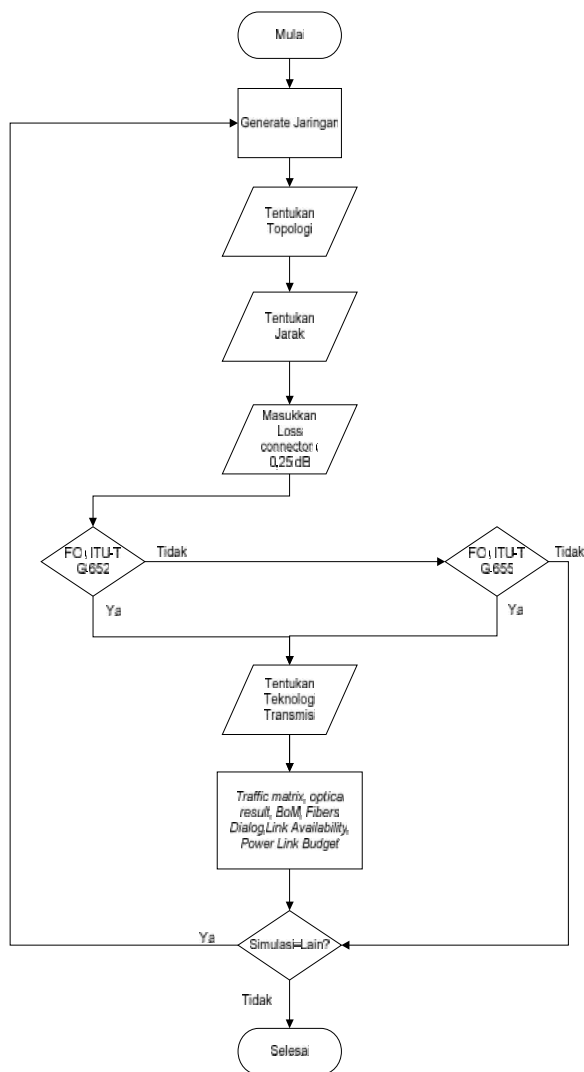 Mulai
Generate Jaringan
Tentukan
Topologi
Tentukan
Jarak
Masukkan
Loss
connector :
0,25 dB
FO : ITU-T
G.652
Tidak
FO : ITU-T
G.655
Tidak
Ya
Ya
Tentukan
Teknologi
Transmisi
Traffic matrix, optical
result, BoM, Fibers
Dialog,Link Availability,
Power Link Budget
Ya
Simulasi Lain?
Tidak
Selesai